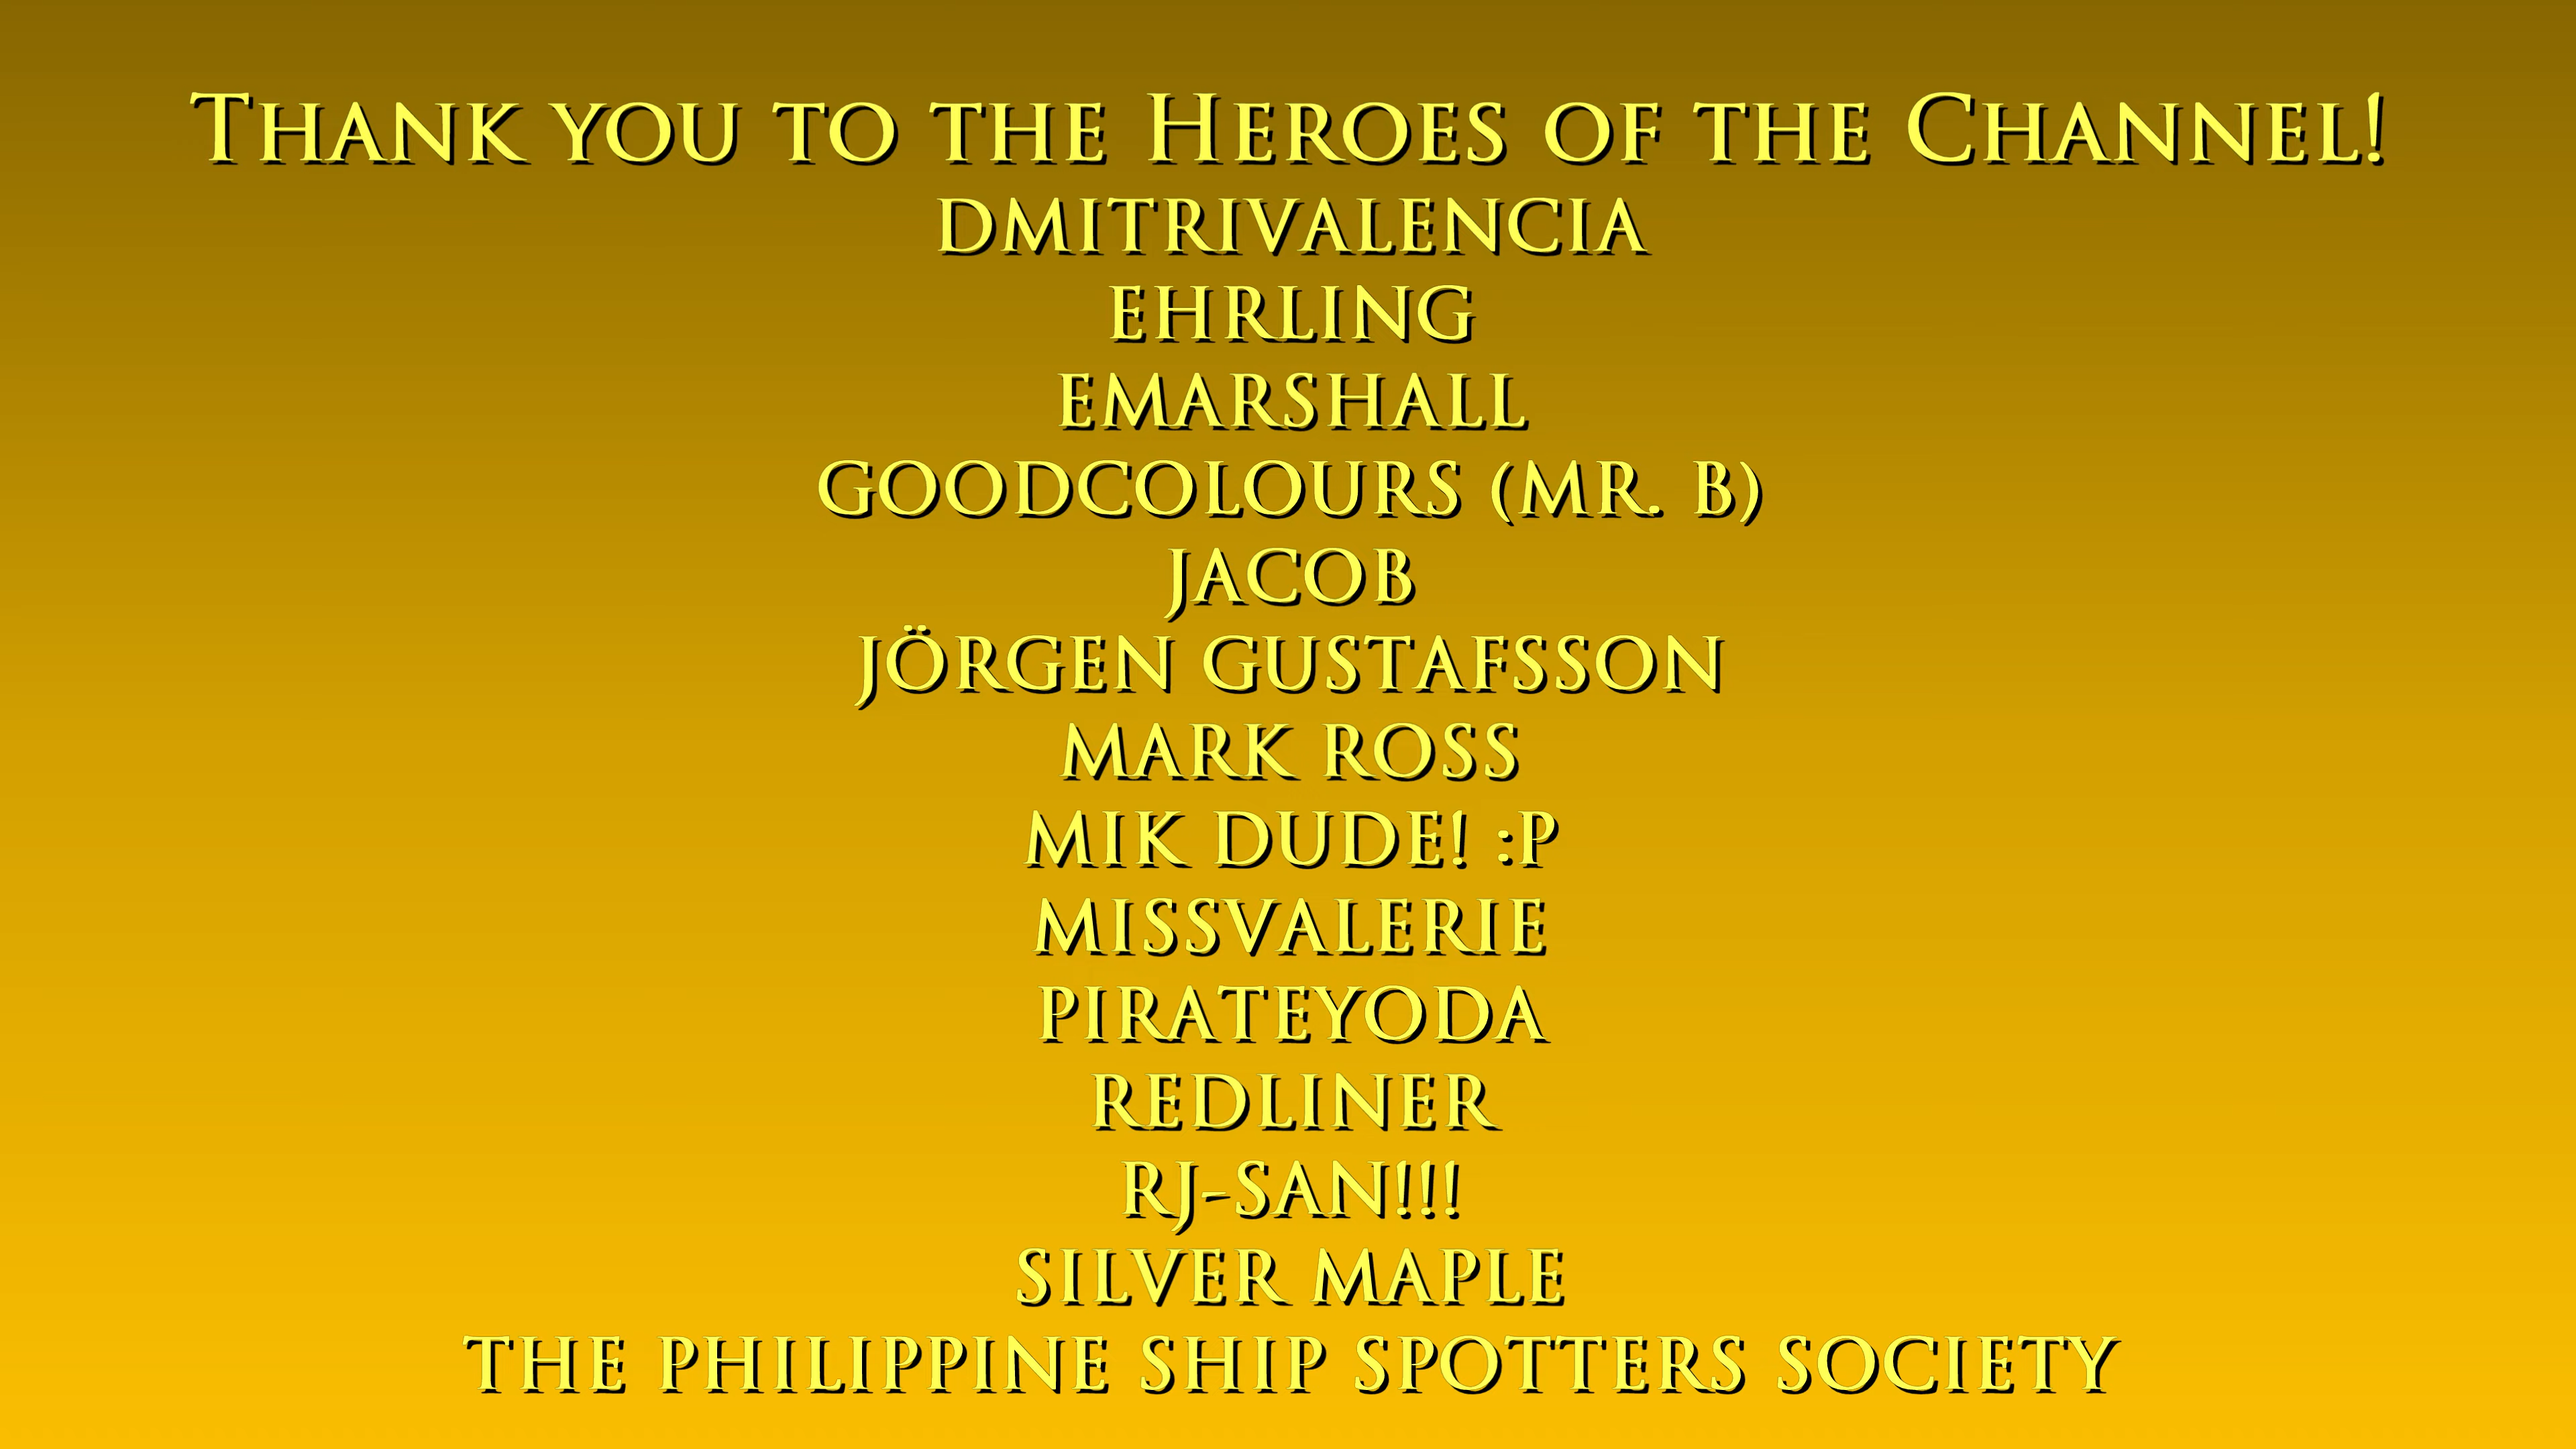 Thank you to the Heroes of the Channel!
DMITRIVALENCIA
EHRLING
EMARSHALL
GOODCOLOURS (MR. B)
JACOB
JÖRGEN GUSTAFSSON
MARK ROSS
MIK DUDE! :P
MISSVALERIE
PIRATEYODA
REDLINER
RJ-SAN!!!
SILVER MAPLE
THE PHILIPPINE SHIP SPOTTERS SOCIETY